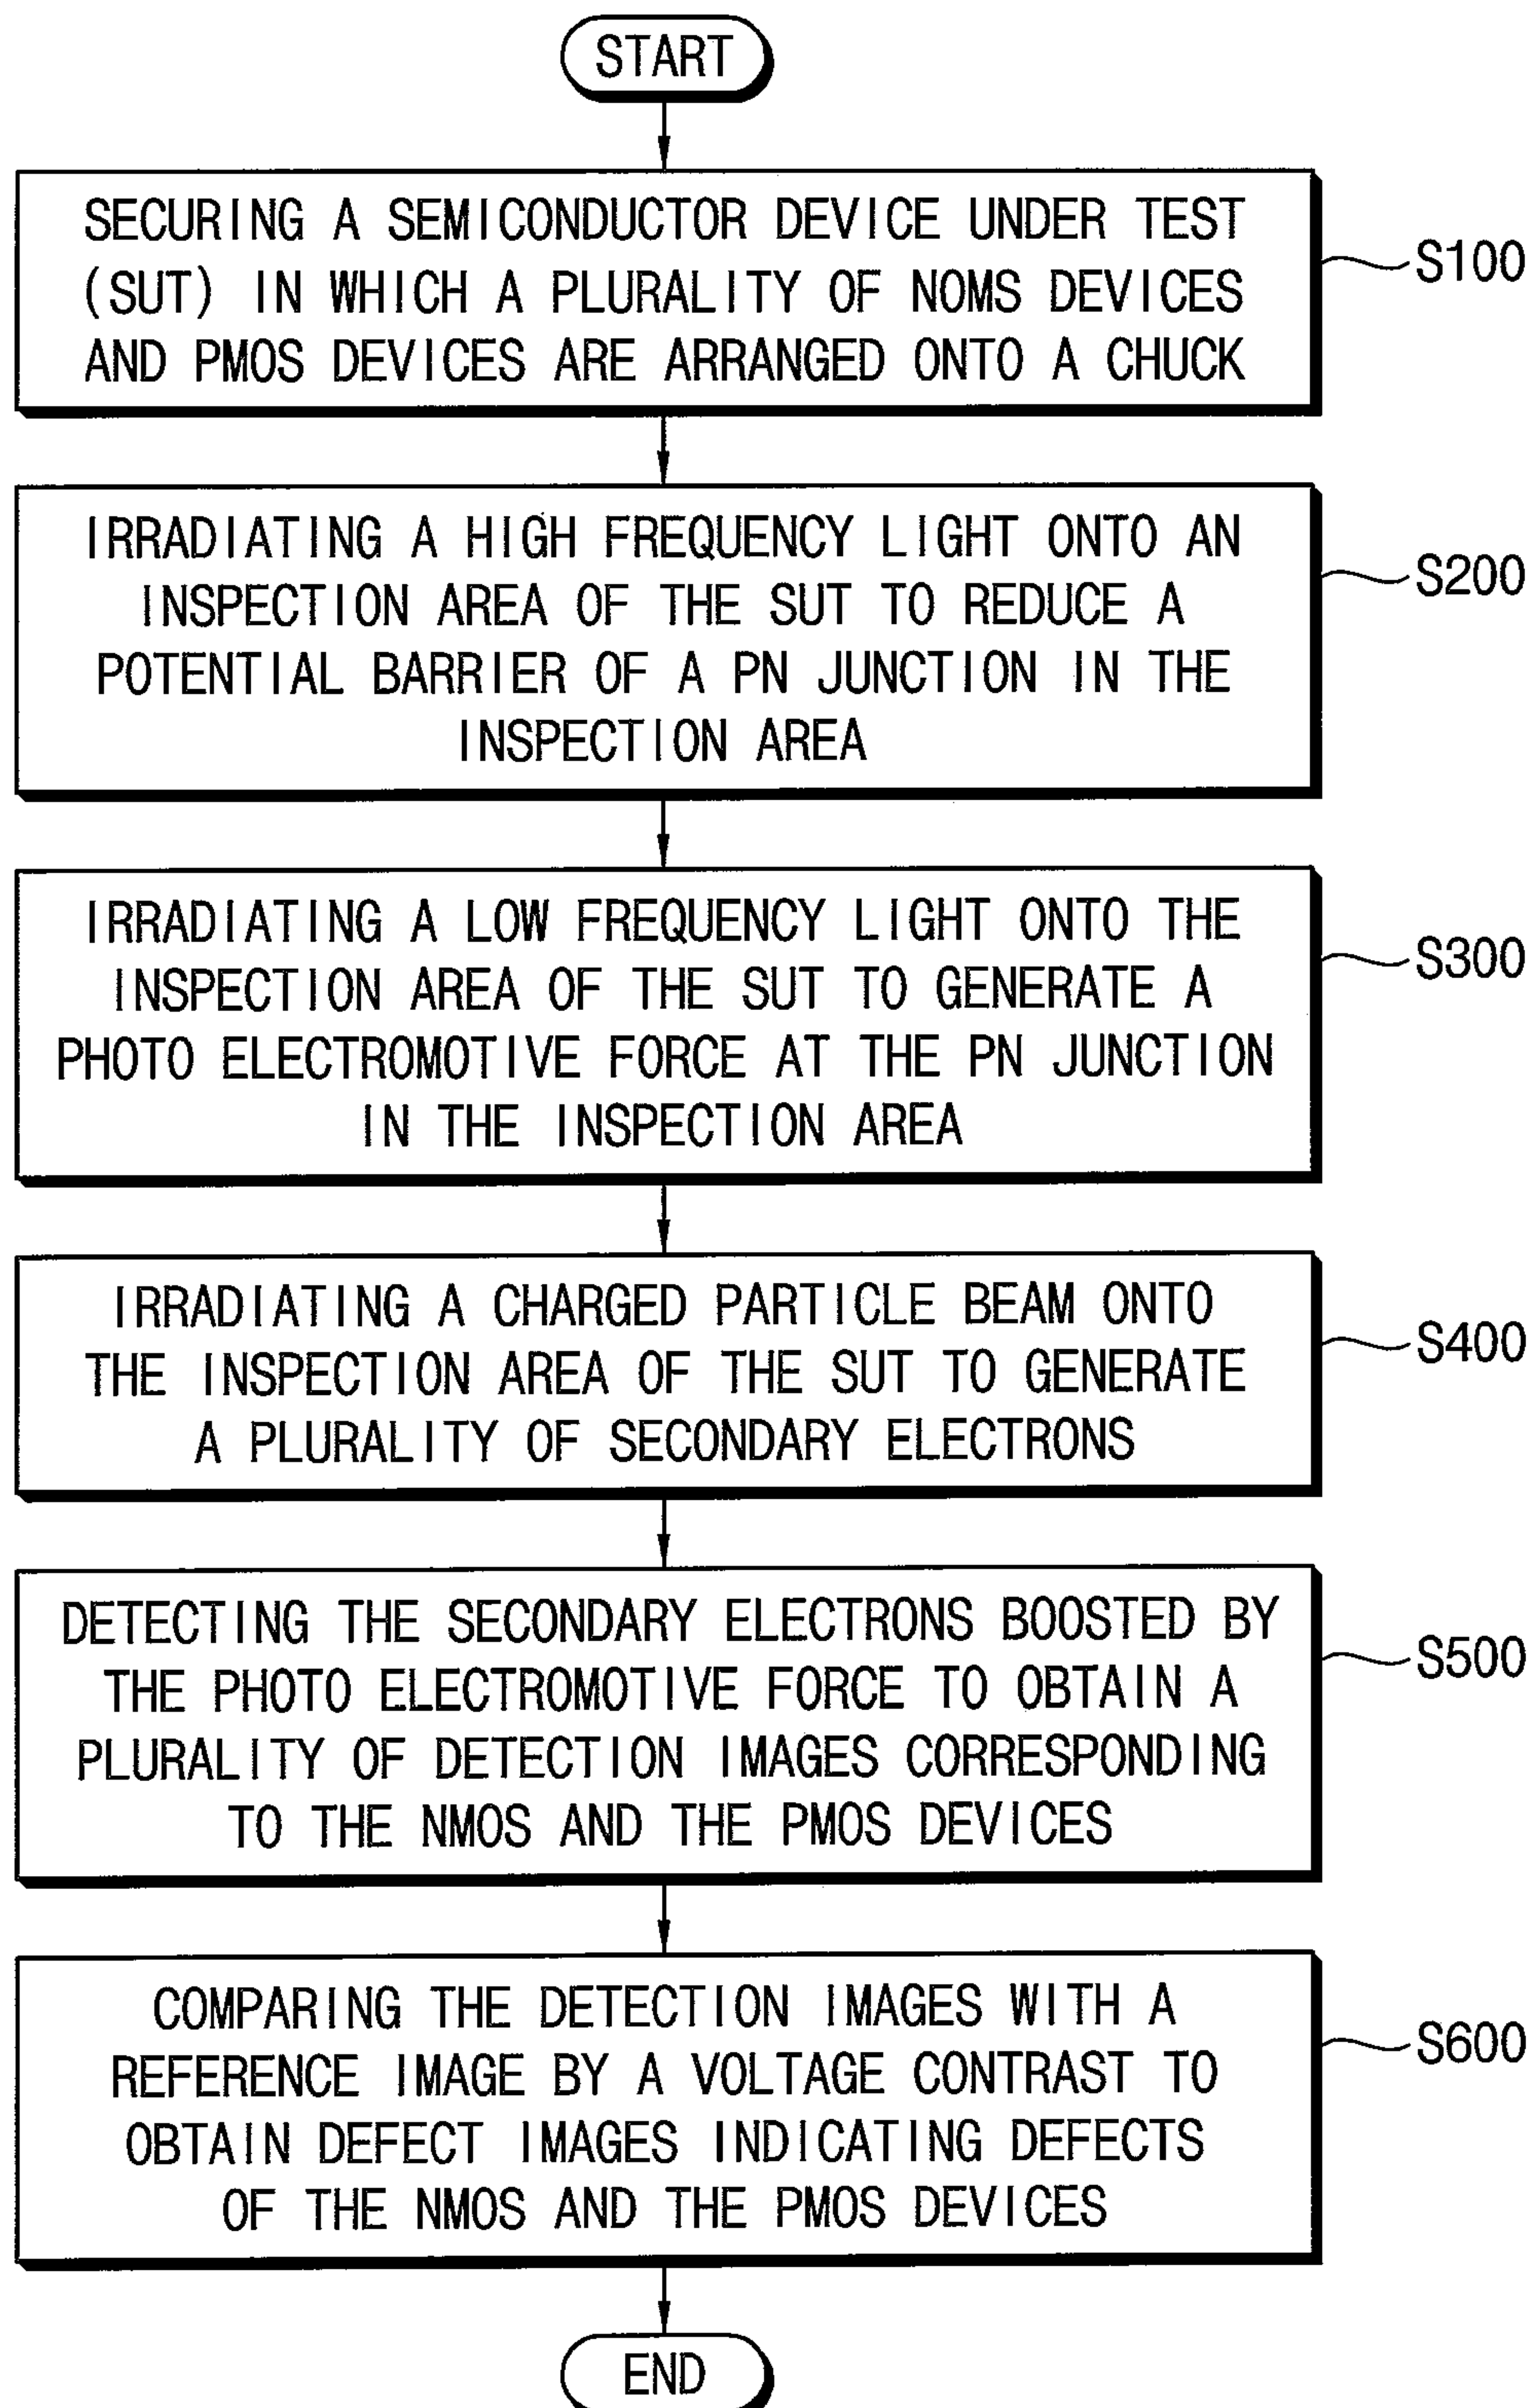 START
SECURING A SEMICONDUCTOR DEVICE UNDER TEST
(SUT) IN WHICH A PLURALITY OF NOMS DEVICES
AND PMOS DEVICES ARE ARRANGED ONTO A CHUCK
S100
IRRADIATING A HIGH FREQUENCY LIGHT ONTO AN
INSPECTION AREA OF THE SUT TO REDUCE A
POTENTIAL BARRIER OF A PN JUNCTION IN THE
INSPECTION AREA
S200
IRRADIATING A LOW FREQUENCY LIGHT ONTO THE
INSPECTION AREA OF THE SUT TO GENERATE A
PHOTO ELECTROMOTIVE FORCE AT THE PN JUNCTION
IN THE INSPECTION AREA
S300
IRRADIATING A CHARGED PARTICLE BEAM ONTO
THE INSPECTION AREA OF THE SUT TO GENERATE
A PLURALITY OF SECONDARY ELECTRONS
S400
DETECTING THE SECONDARY ELECTRONS BOOSTED BY
THE PHOTO ELECTROMOTIVE FORCE TO OBTAIN A
PLURALITY OF DETECTION IMAGES CORRESPONDING
TO THE NMOS AND THE PMOS DEVICES
S500
COMPARING THE DETECTION IMAGES WITH A
REFERENCE IMAGE BY A VOLTAGE CONTRAST TO
OBTAIN DEFECT IMAGES INDICATING DEFECTS
OF THE NMOS AND THE PMOS DEVICES
S600
END